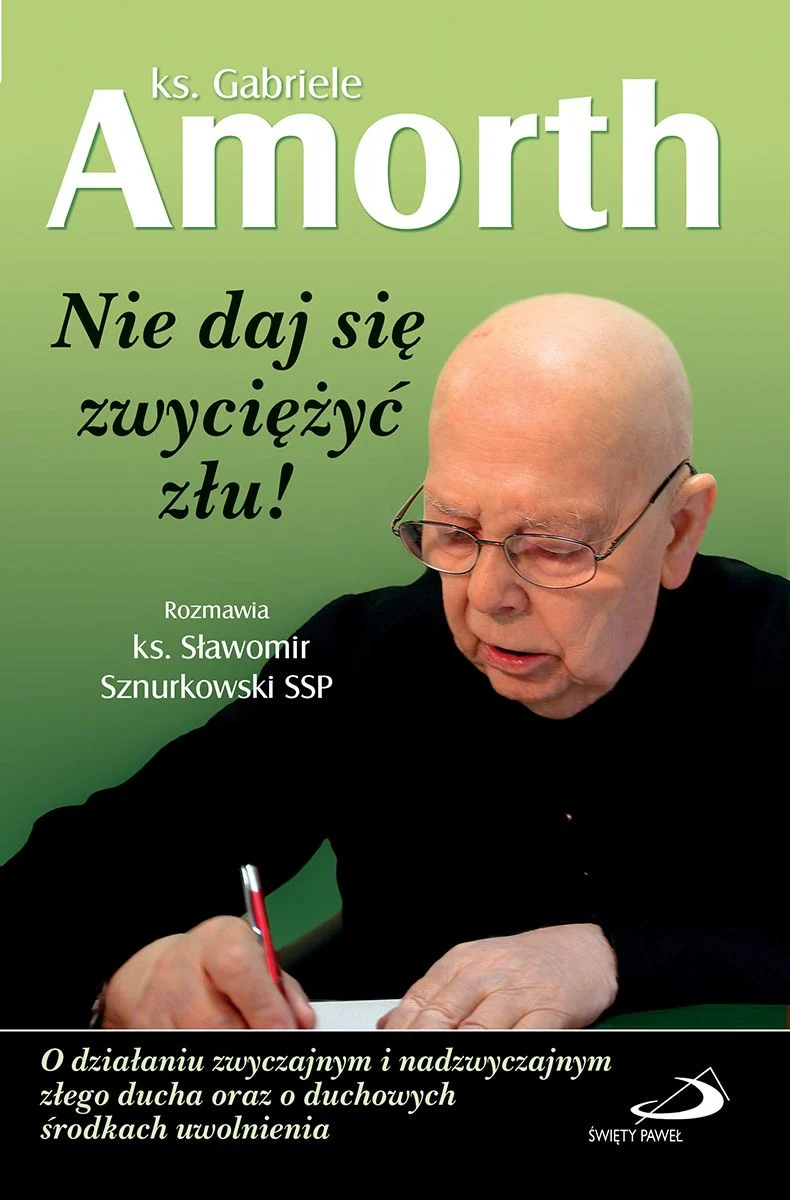 ks. Gabriele
Amorth
Nie daj się
zwyciężyć
złu!
Rozmawia
ks. Sławomir
Sznurkowski SSP
O działaniu zwyczajnym i nadzwyczajnym
złego ducha oraz o duchowych
środkach uwolnienia
ŚWIĘTY PAWEŁ